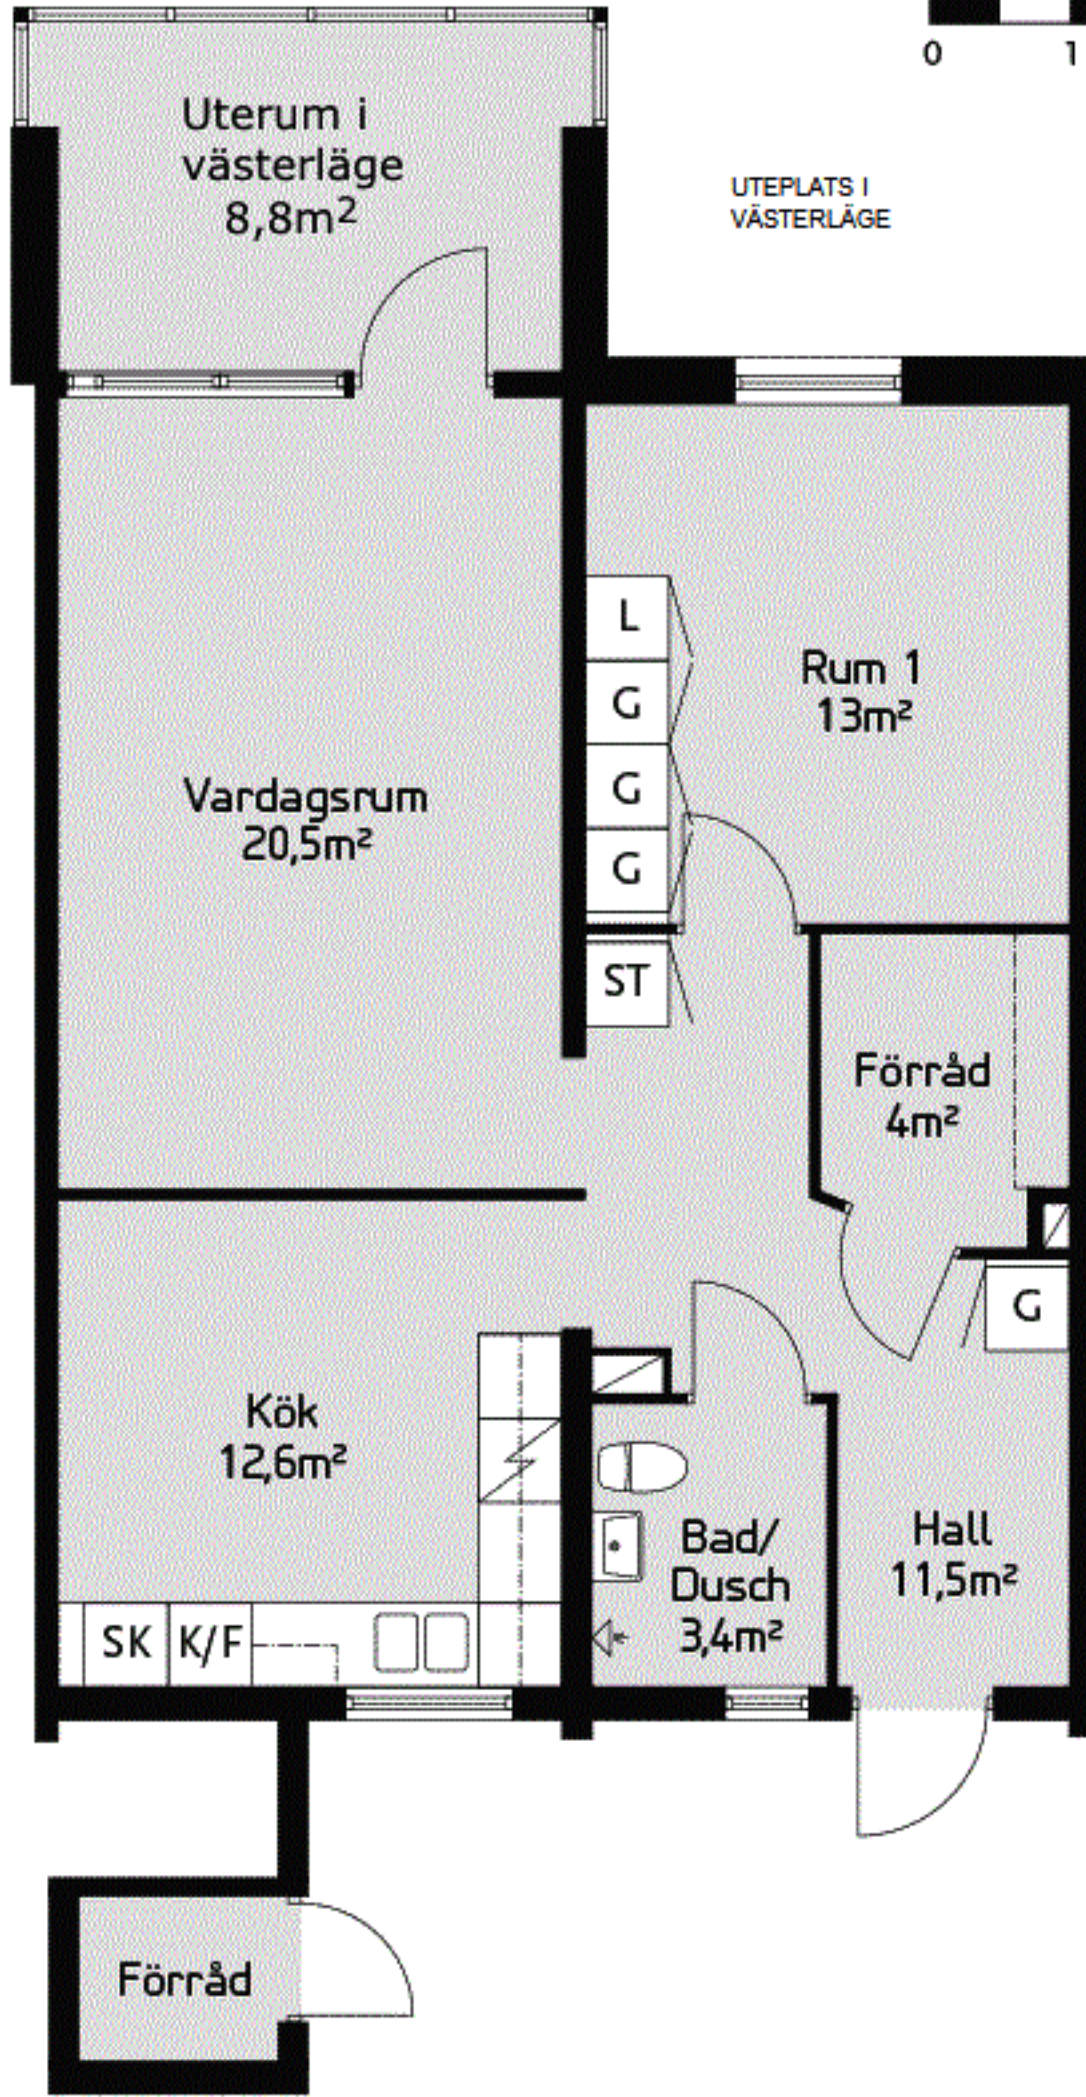 0 1
Uterum i
västerläge
8,8m²
UTEPLATS I
VÄSTERLÄGE
L
G
G
G
Rum 1
13m²
Vardagsrum
20,5m²
ST
Förråd
4m²
G
Kök
12,6m²
Bad/
Dusch
3,4m²
Hall
11,5m²
SK K/F
Förråd